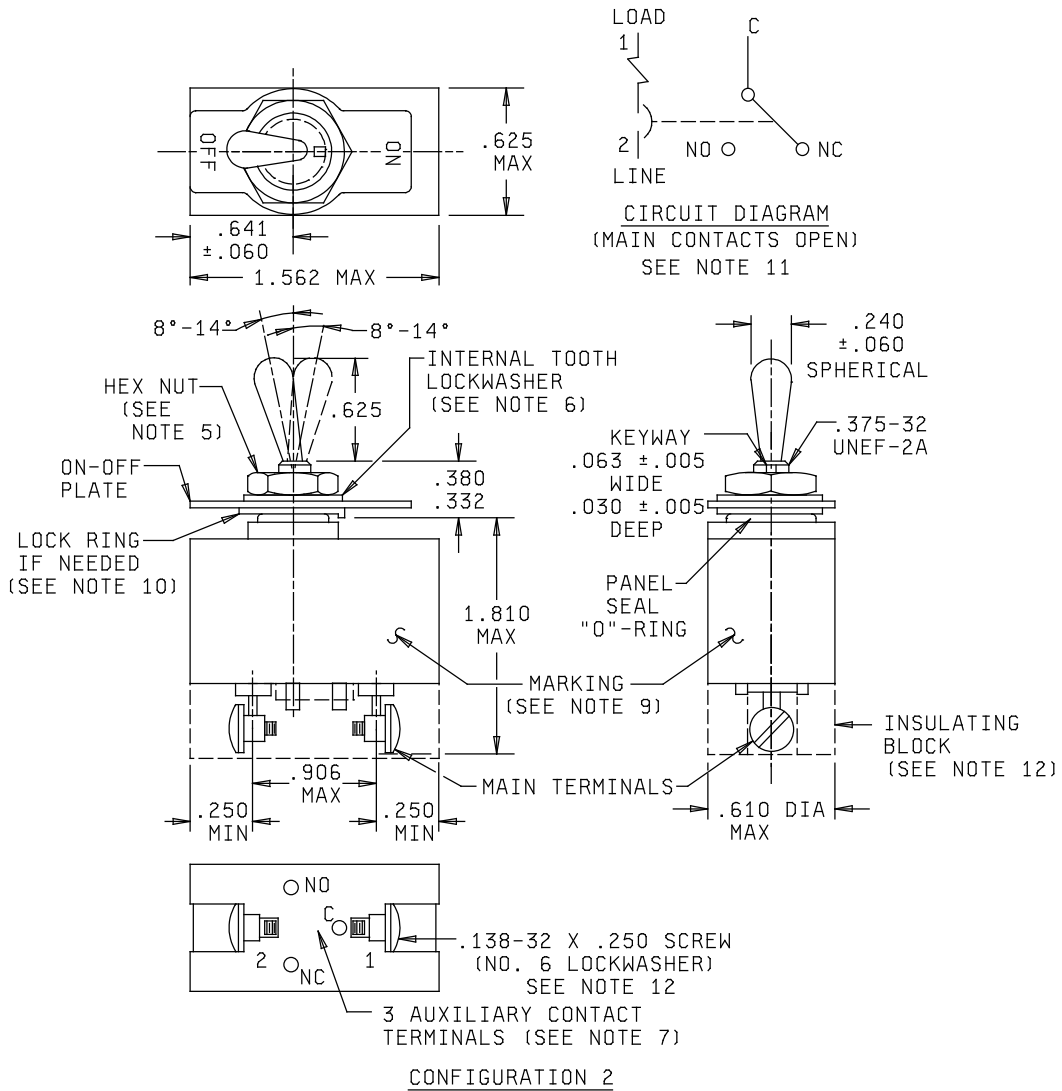 LOAD
1
C
2
NO
NC
LINE
CIRCUIT DIAGRAM
(MAIN CONTACTS OPEN)
SEE NOTE 11
OFF
ON
.625
MAX
.641
±.060
1.562 MAX
8°-14°
8°-14°
HEX NUT
(SEE
NOTE 5)
INTERNAL TOOTH
LOCKWASHER
(SEE NOTE 6)
.625
ON-OFF
PLATE
.380
.332
LOCK RING
IF NEEDED
(SEE NOTE 10)
1.810
MAX
.240
±.060
SPHERICAL
KEYWAY
.063 ±.005
WIDE
.030 ±.005
DEEP
.375-32
UNEF-2A
PANEL
SEAL
"O"-RING
MARKING
(SEE NOTE 9)
INSULATING
BLOCK
(SEE NOTE 12)
MAIN TERMINALS
.906
MAX
.250
MIN
.250
MIN
.610 DIA
MAX
NO
C
2
1
NC
.138-32 X .250 SCREW
(NO. 6 LOCKWASHER)
SEE NOTE 12
3 AUXILIARY CONTACT
TERMINALS (SEE NOTE 7)
CONFIGURATION 2